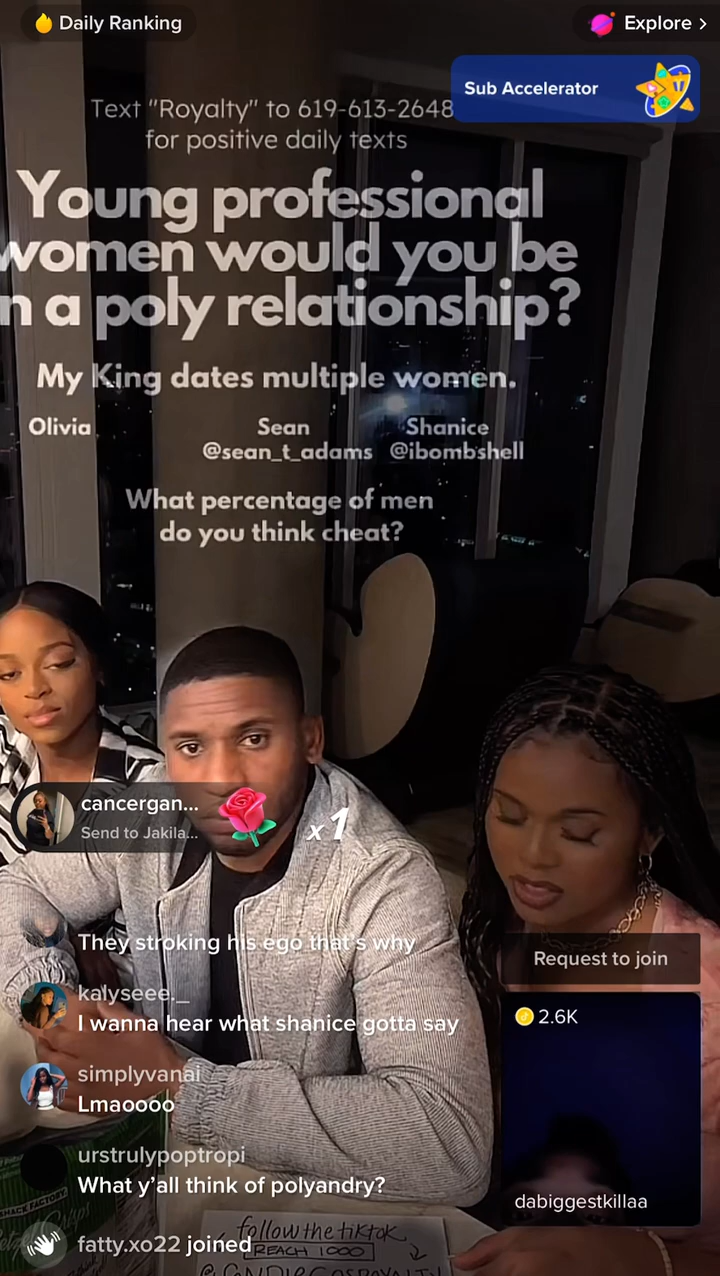 Daily Ranking
Explore >
Sub Accelerator
Text "Royalty" to 619-613-2648
for positive daily texts
Young professional
women would you be
n a poly relationship?
My King dates multiple women.
Olivia
Sean
Shanice
@sean_t_adams @ibombshell
What percentage of men
do you think cheat?
cancergan...
Send to Jakila...
x1
They stroking his ego that's why
Request to join
kalyseee._
I wanna hear what shanice gotta say
2.6K
simplyvanai
Lmaoooo
urstrulypoptropi
What y'all think of polyandry?
dabiggestkillaa
fatty.xo22 joined
follow the tiktok
REACH 1000